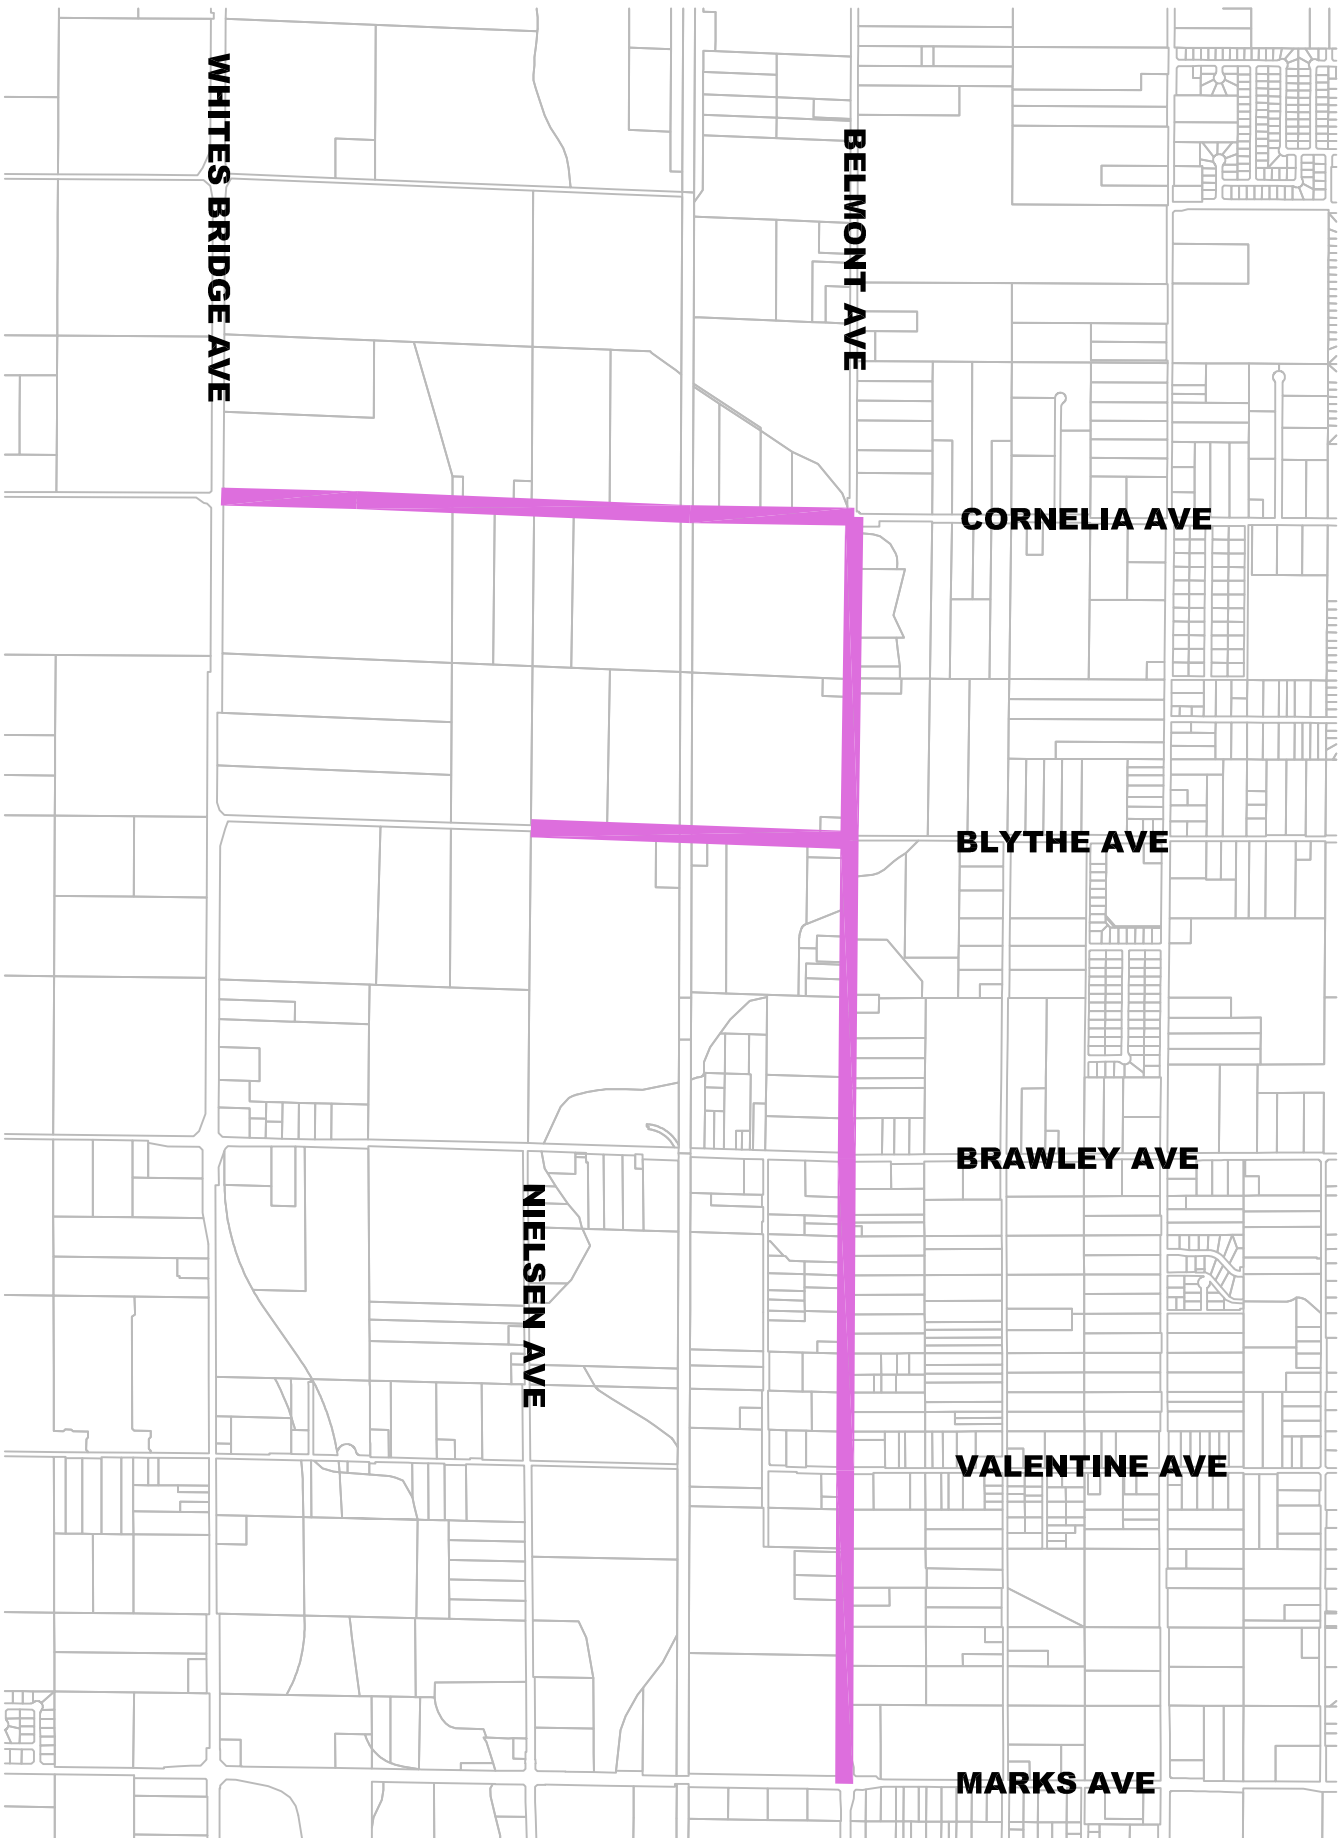 WHITES BRIDGE AVE
BELMONT AVE
CORNELIA AVE
BLYTHE AVE
BRAWLEY AVE
NIELSEN AVE
VALENTINE AVE
MARKS AVE